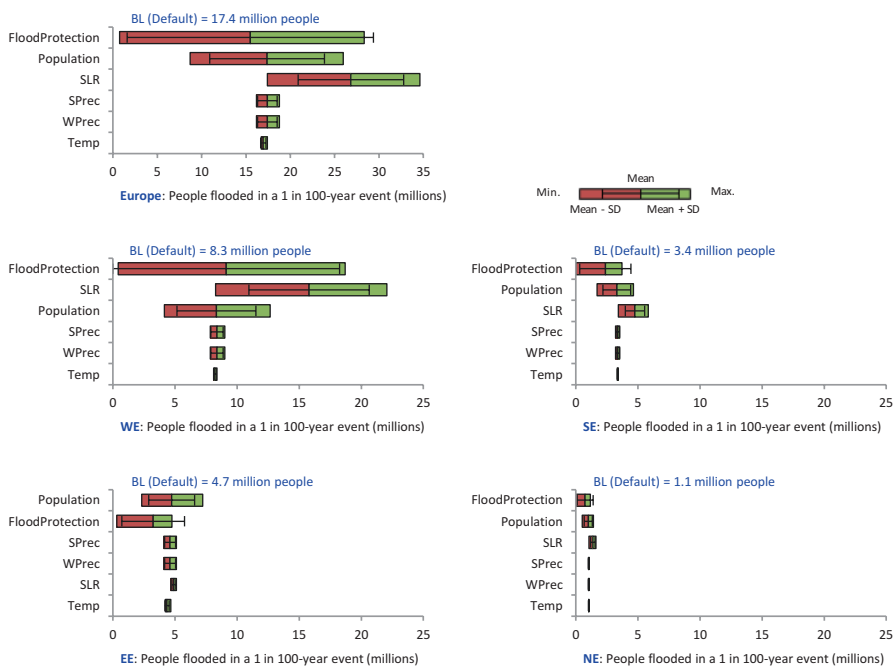 BL (Default) = 17.4 million people
FloodProtection
Population
SLR
SPrec
WPrec
Temp
0 5 10 15 20 25 30 35
Europe: People flooded in a 1 in 100-year event (millions)
Mean
Min. Max.
Mean - SD Mean + SD
BL (Default) = 8.3 million people
FloodProtection
SLR
Population
SPrec
WPrec
Temp
0 5 10 15 20 25
WE: People flooded in a 1 in 100-year event (millions)
BL (Default) = 3.4 million people
FloodProtection
Population
SLR
SPrec
WPrec
Temp
0 5 10 15 20 25
SE: People flooded in a 1 in 100-year event (millions)
BL (Default) = 4.7 million people
Population
FloodProtection
SPrec
WPrec
SLR
Temp
0 5 10 15 20 25
EE: People flooded in a 1 in 100-year event (millions)
BL (Default) = 1.1 million people
FloodProtection
Population
SLR
SPrec
WPrec
Temp
0 5 10 15 20 25
NE: People flooded in a 1 in 100-year event (millions)